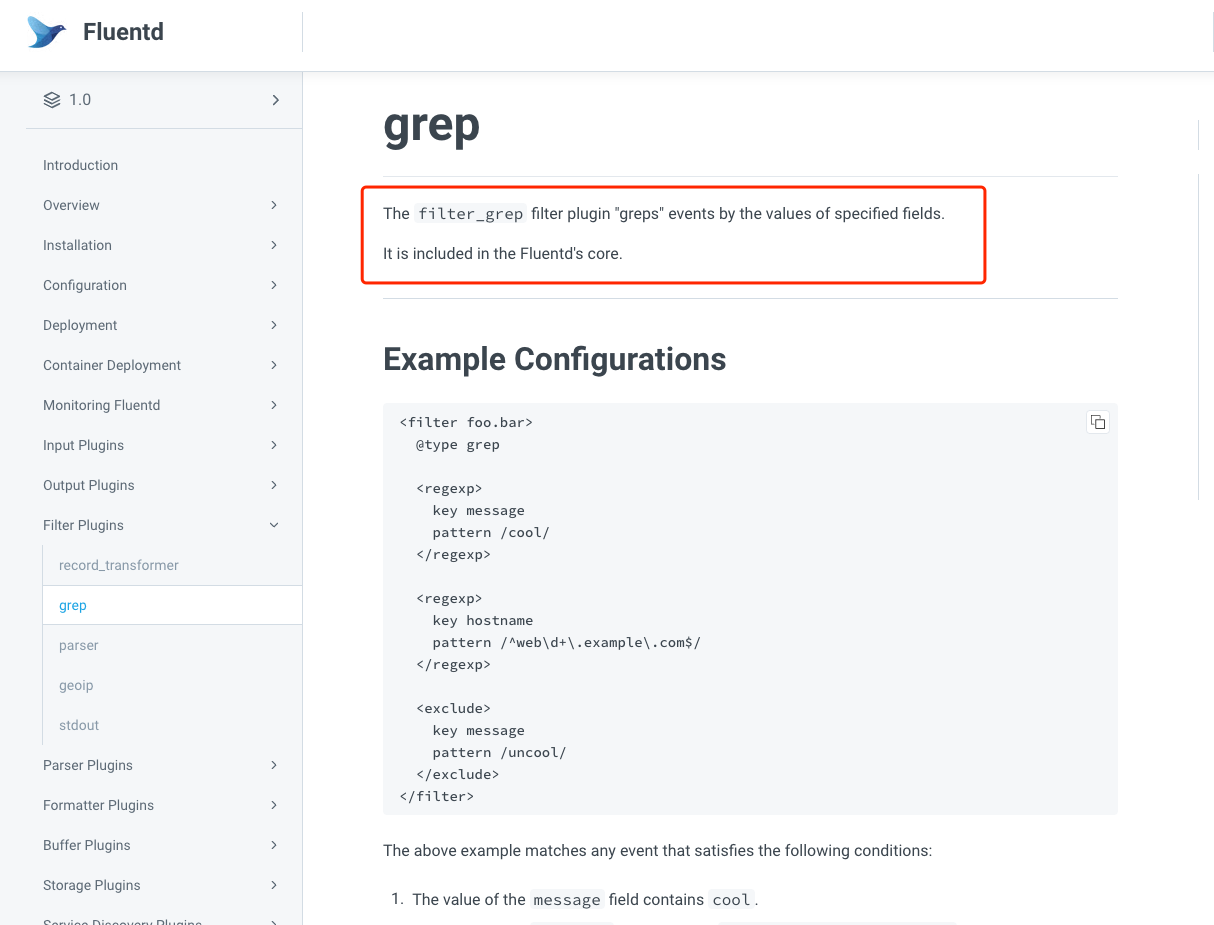 Fluentd
1.0
Introduction
Overview
Installation
Configuration
Deployment
Container Deployment
Monitoring Fluentd
Input Plugins
Output Plugins
Filter Plugins
record_transformer
grep
parser
geoip
stdout
Parser Plugins
Formatter Plugins
Buffer Plugins
Storage Plugins
Service Discovery Plugins
grep
The filter_grep filter plugin "greps" events by the values of specified fields.
It is included in the Fluentd's core.
Example Configurations
<filter foo.bar>
  @type grep
  <regexp>
    key message
    pattern /cool/
  </regexp>
  <regexp>
    key hostname
    pattern /^web\d+\.example\.com$/
  </regexp>
  <exclude>
    key message
    pattern /uncool/
  </exclude>
</filter>
The above example matches any event that satisfies the following conditions:
1. The value of the message field contains cool.